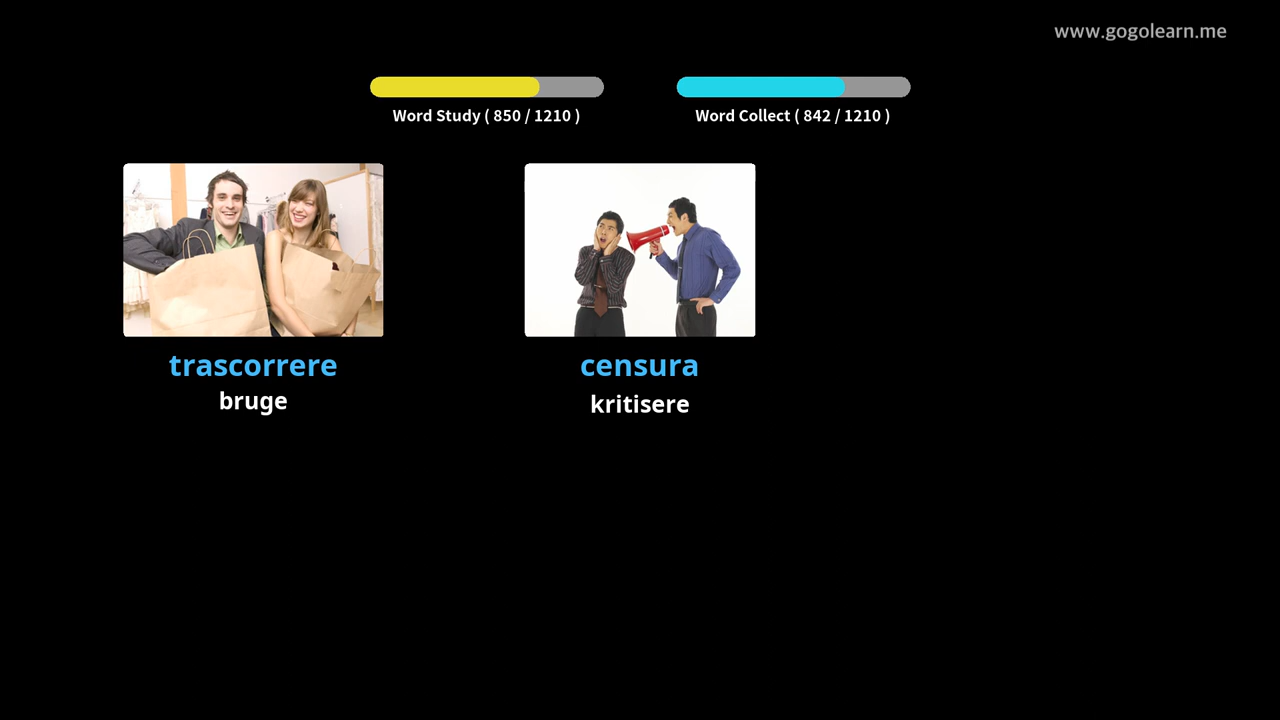 www.gogolearn.me
Word Study ( 850 / 1210 )
Word Collect ( 842 / 1210 )
trascorrere
bruge
censura
kritisere